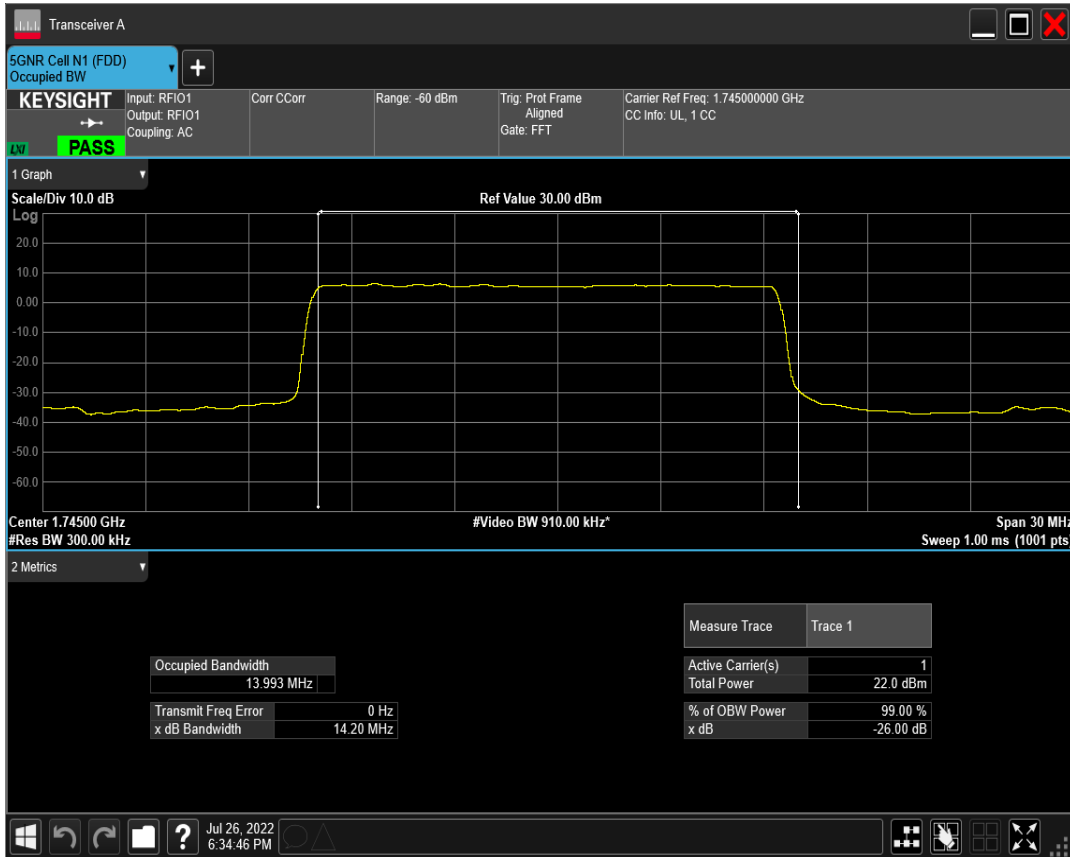 Transceiver A
5GNR Cell N1 (FDD)
Occupied BW
+
KEYSIGHT
LXI
PASS
Input: RFIO1
Output: RFIO1
Coupling: AC
Corr CCorr
Range: -60 dBm
Trig: Prot Frame
Aligned
Gate: FFT
Carrier Ref Freq: 1.745000000 GHz
CC Info: UL, 1 CC
1 Graph
Scale/Div 10.0 dB
Ref Value 30.00 dBm
Log
20.0
10.0
0.00
-10.0
-20.0
-30.0
-40.0
-50.0
-60.0
Center 1.74500 GHz
#Video BW 910.00 kHz*
Span 30 MHz
#Res BW 300.00 kHz
Sweep 1.00 ms (1001 pts)
2 Metrics
Measure Trace Trace 1
Occupied Bandwidth
13.993 MHz
Active Carrier(s) 1
Total Power 22.0 dBm
Transmit Freq Error 0 Hz
x dB Bandwidth 14.20 MHz
% of OBW Power 99.00 %
x dB -26.00 dB
?
Jul 26, 2022
6:34:46 PM